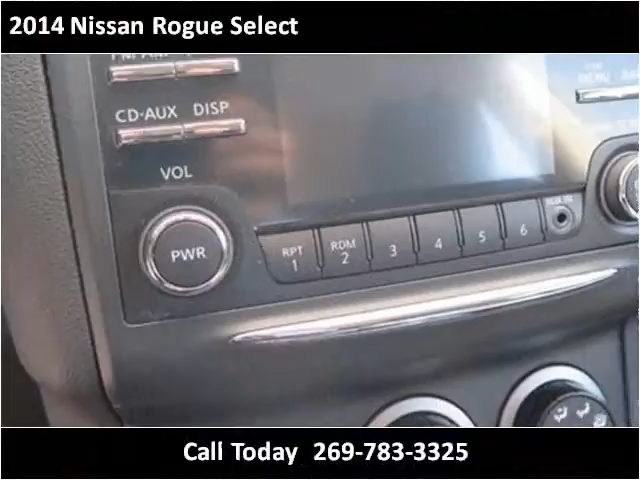 2014 Nissan Rogue Select
CD·AUX DISP
MENU
VOL
PWR
RPT 1
RDM 2
3
4
5
6
Call Today 269-783-3325